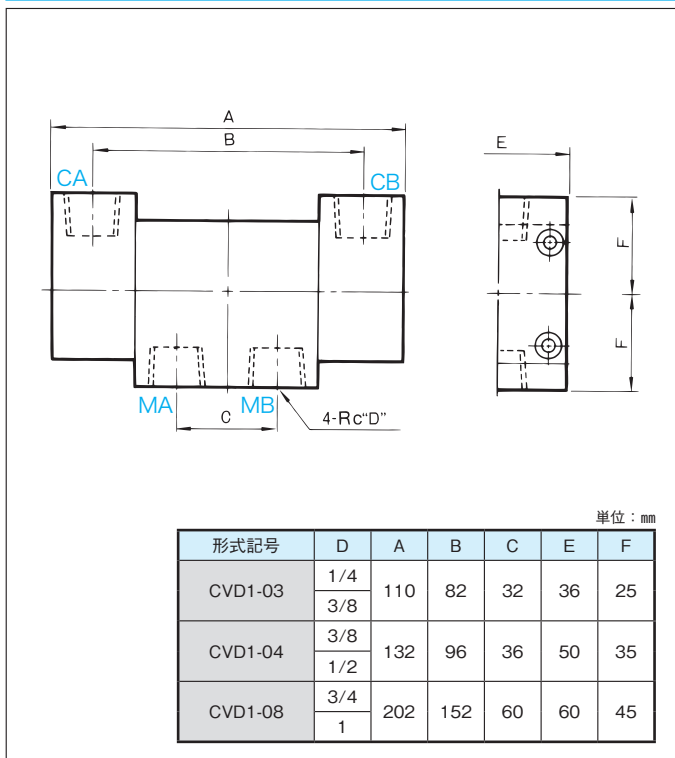 A
B
E
CA
CB
F
F
MA
MB
C
4-Rc“D”
単位：㎜
形式記号 D A B C E F
CVD1-03 1/4 110 82 32 36 25
3/8
CVD1-04 3/8 132 96 36 50 35
1/2
CVD1-08 3/4 202 152 60 60 45
1